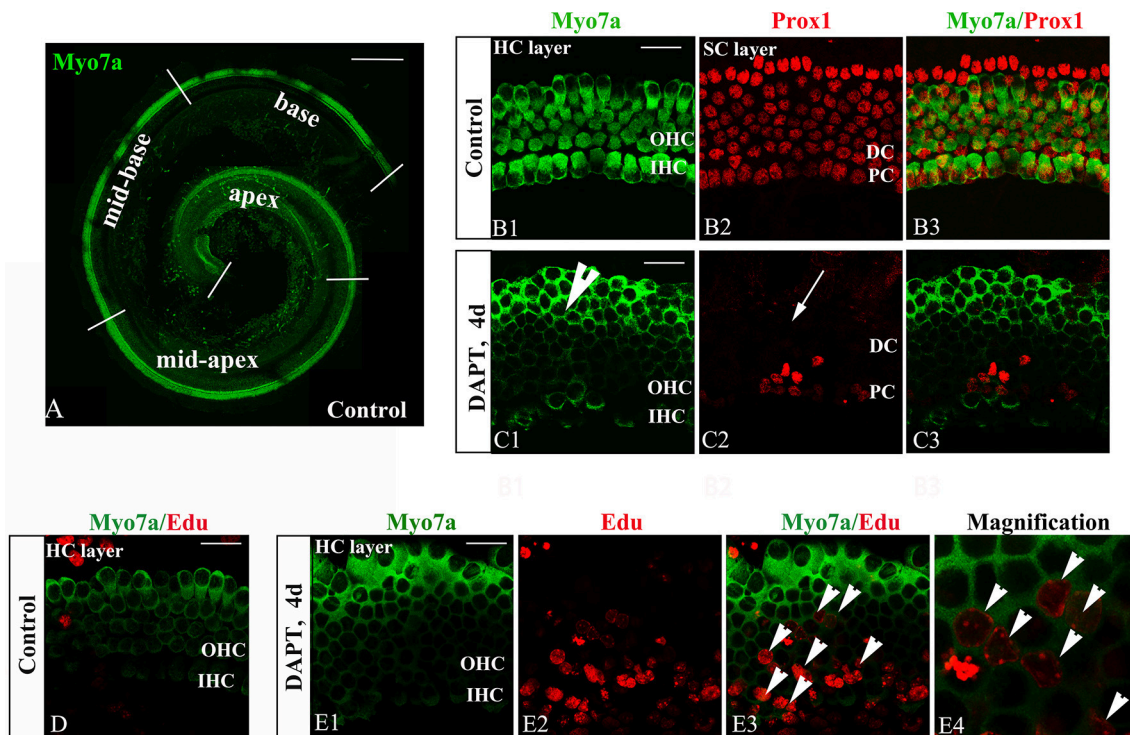 Myo7a
base
mid-base
apex
mid-apex
A
Control
Myo7a
Prox1
Myo7a/Prox1
Control
HC layer
OHC
IHC
B1
SC layer
DC
PC
B2
B3
DAPT, 4d
OHC
IHC
C1
DC
PC
C2
C3
B1
B2
B3
Myo7a/Edu
Control
HC layer
OHC
IHC
D
Myo7a
Edu
Myo7a/Edu
Magnification
DAPT, 4d
HC layer
OHC
IHC
E1
E2
E3
E4